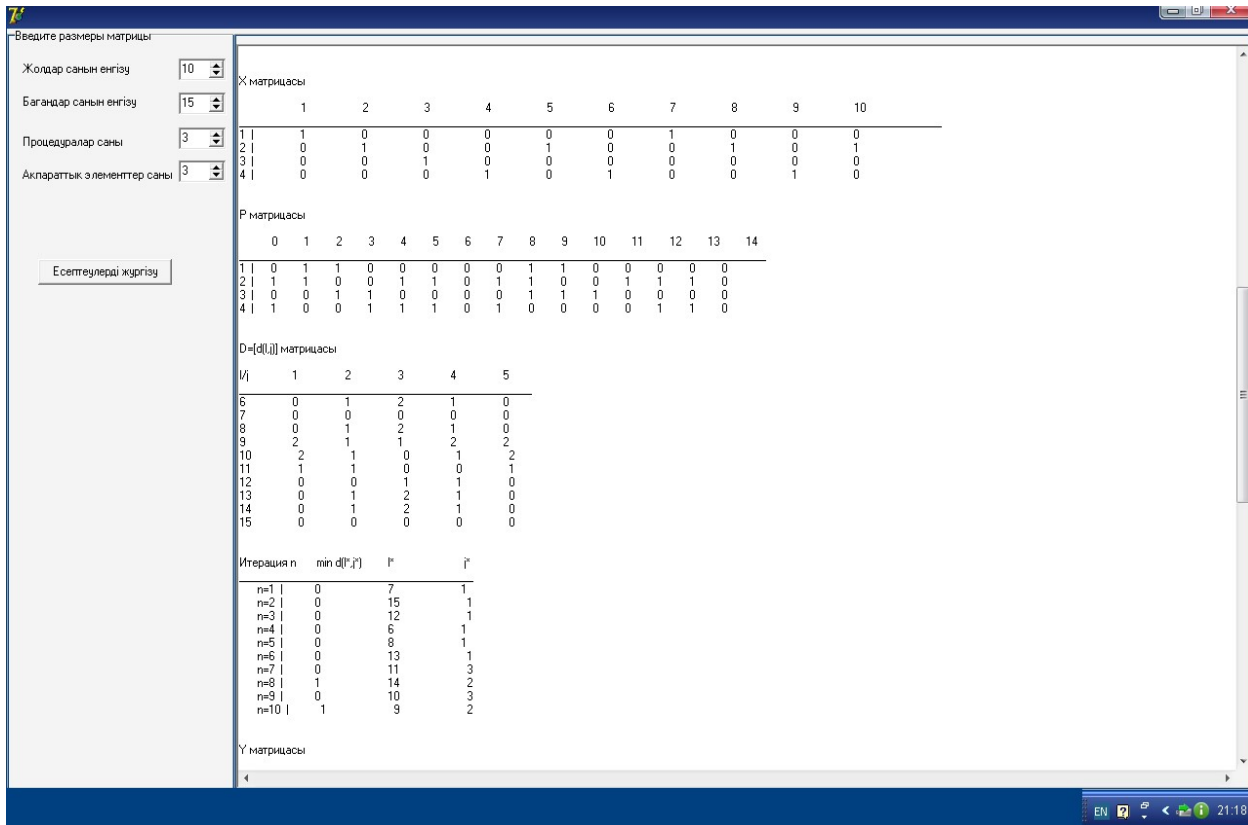 Введите размеры матрицы
Жолдар санын енгізу 10
Багандар санын енгізу 15
Процедуралар саны 3
Акпараттык элементтер саны 3
Есептеулерді жүргізу
X матрицасы
1 2 3 4 5 6 7 8 9 10
1 | 1 0 0 0 0 0 1 0 0 0
2 | 0 1 0 0 1 0 0 1 0 1
3 | 0 0 1 0 0 0 0 0 0 0
4 | 0 0 0 1 0 1 0 0 1 0
P матрицасы
0 1 2 3 4 5 6 7 8 9 10 11 12 13 14
1 | 0 1 1 0 0 0 0 0 1 1 0 0 0 0 0
2 | 1 1 0 0 1 1 0 1 1 0 0 1 1 1 0
3 | 0 0 1 1 0 0 0 0 1 1 1 0 0 0 0
4 | 1 0 0 1 1 1 0 1 0 0 0 0 1 1 0
D=[d(l,j)] матрицасы
l/j 1 2 3 4 5
6 0 1 2 1 0
7 0 0 0 0 0
8 0 1 2 1 0
9 2 1 1 2 2
10 2 1 0 1 2
11 1 1 0 0 1
12 0 0 1 1 0
13 0 1 2 1 0
14 0 1 2 1 0
15 0 0 0 0 0
Итерация n min d(l*,j*) l* j*
n=1 | 0 7 1
n=2 | 0 15 1
n=3 | 0 12 1
n=4 | 0 6 1
n=5 | 0 8 1
n=6 | 0 13 1
n=7 | 0 11 3
n=8 | 1 14 2
n=9 | 0 10 3
n=10 | 1 9 2
Y матрицасы
EN 21:18